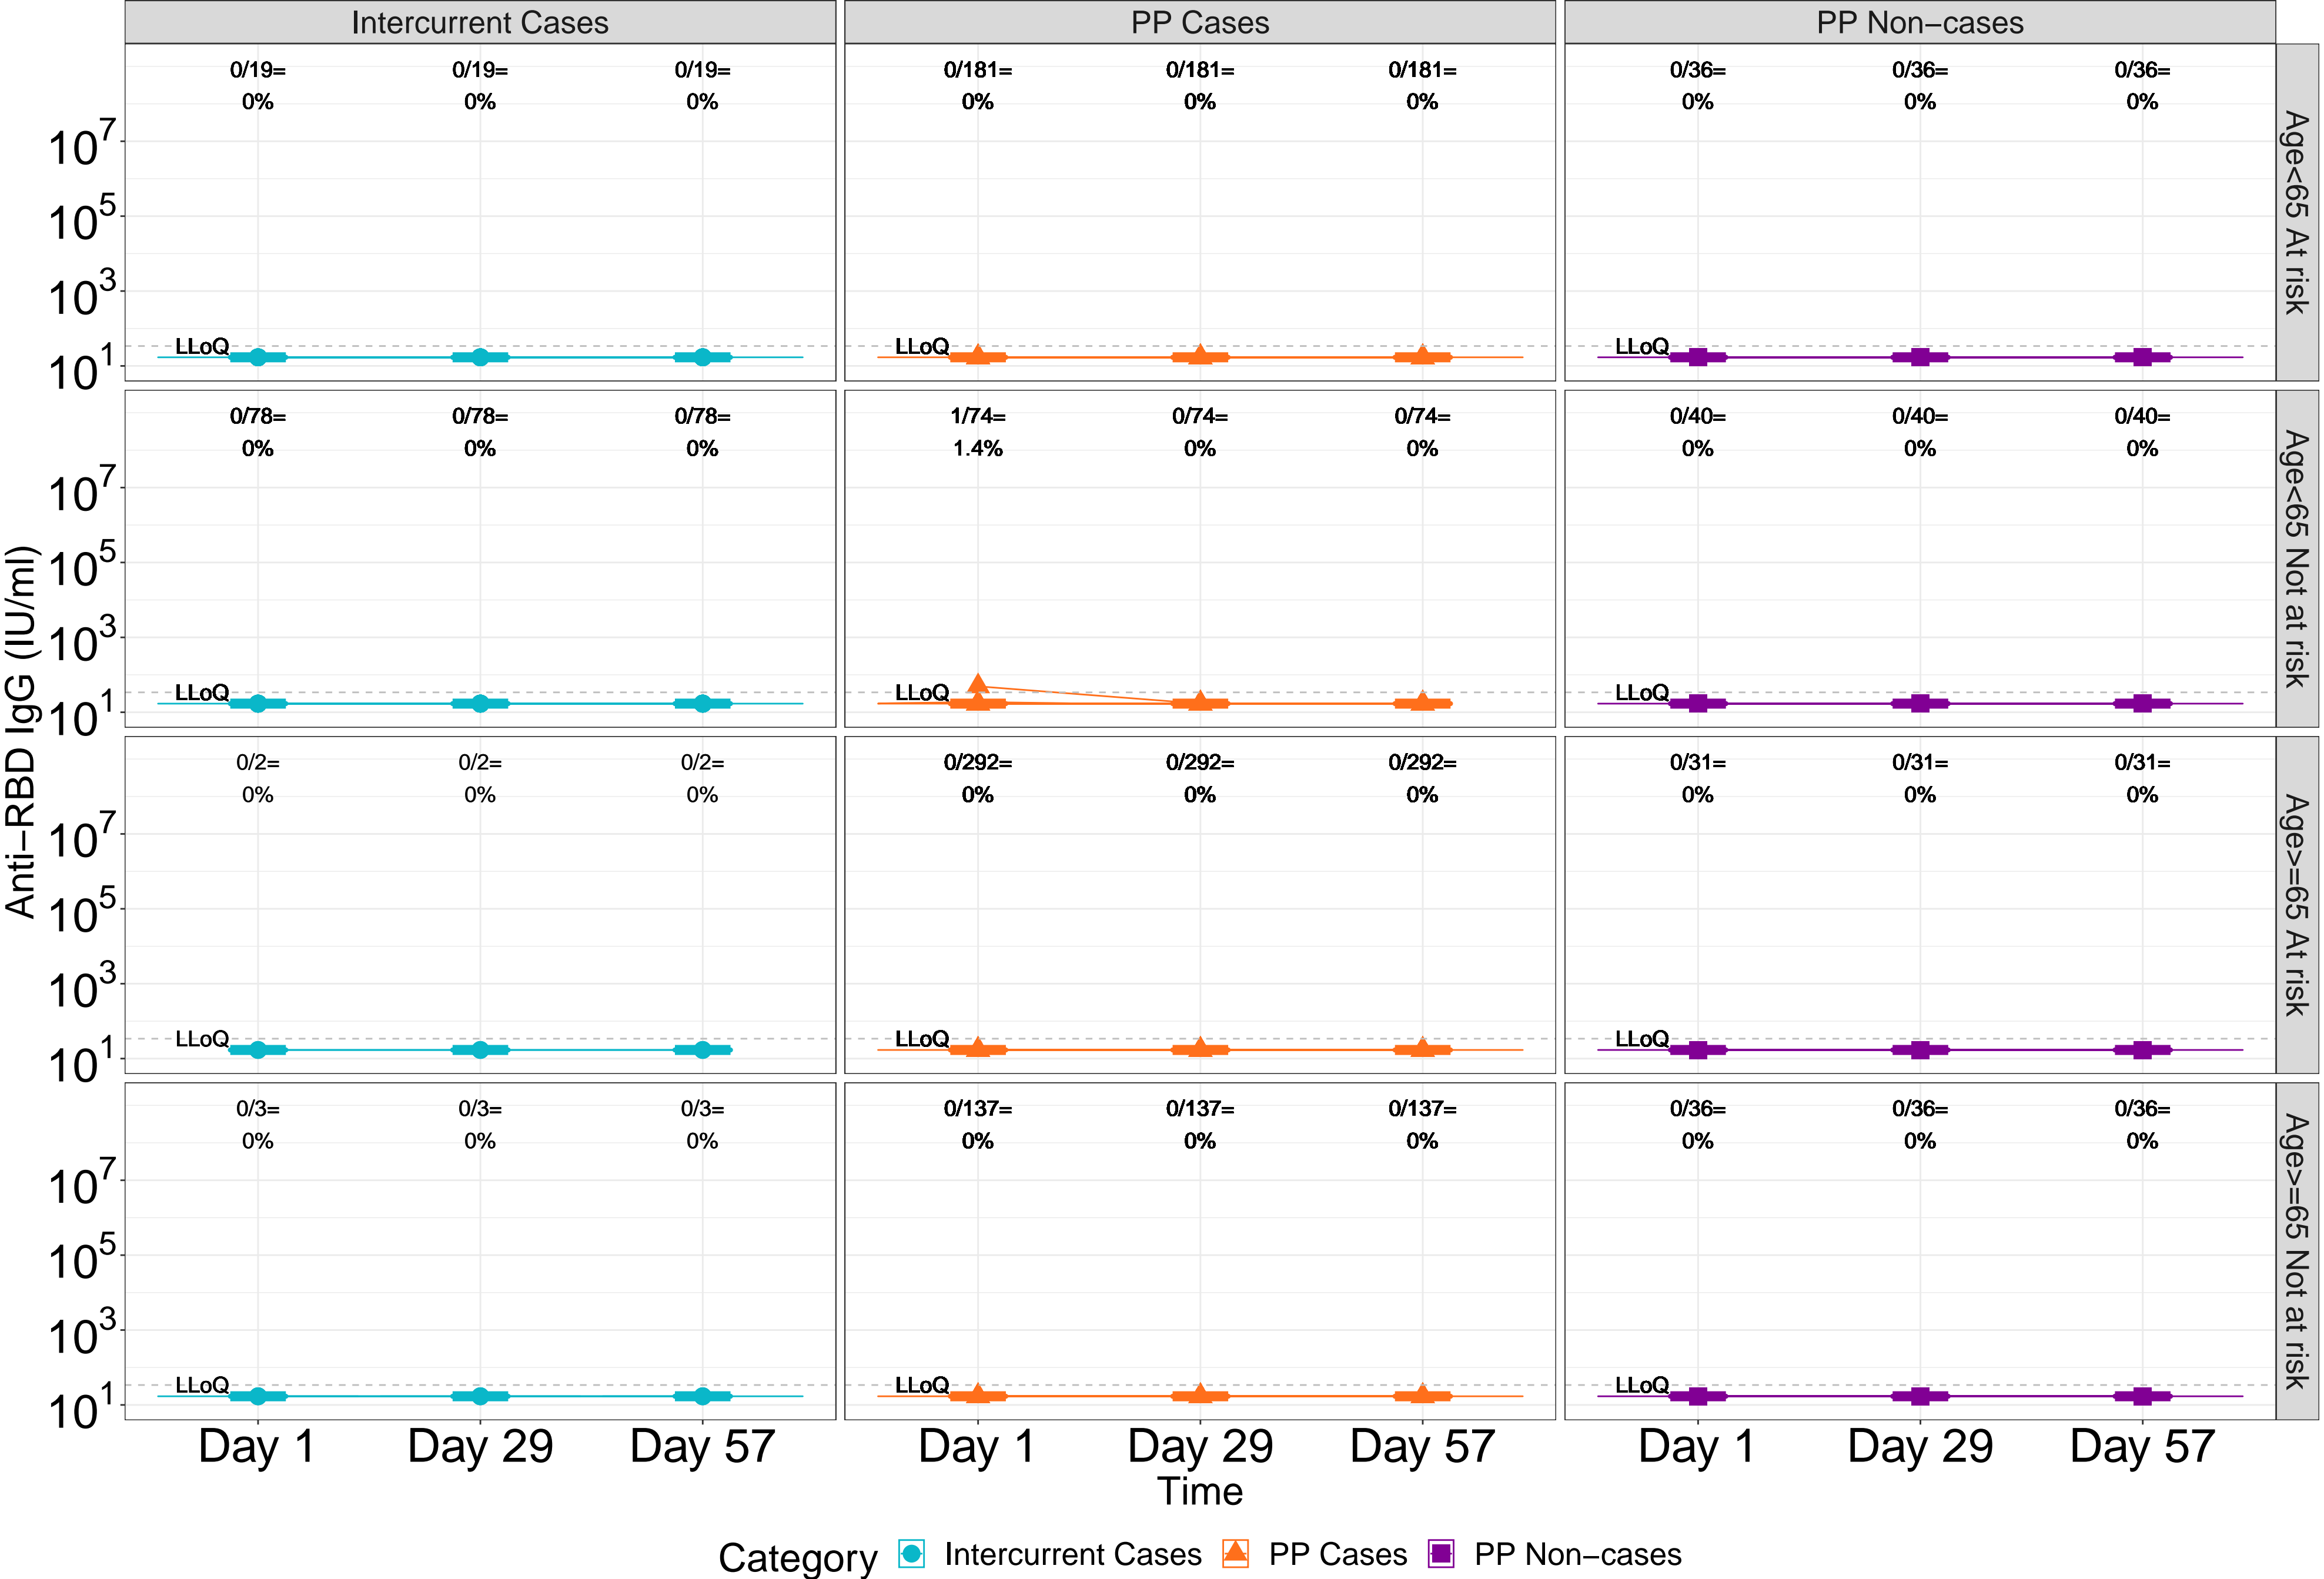 Intercurrent Cases PP Cases PP Non−cases
0/19= 0/19= 0/19= 0/181= 0/181= 0/181= 0/36= 0/36= 0/36=
0% 0% 0% 0% 0% 0% 0% 0% 0%
10^7
10^5
10^3
10^1
LLoQ LLoQ LLoQ
Age<65 At risk
0/78= 0/78= 0/78= 1/74= 0/74= 0/74= 0/40= 0/40= 0/40=
0% 0% 0% 1.4% 0% 0% 0% 0% 0%
10^7
10^5
10^3
10^1
LLoQ LLoQ LLoQ
Age<65 Not at risk
Anti−RBD IgG (IU/ml)
0/2= 0/2= 0/2= 0/292= 0/292= 0/292= 0/31= 0/31= 0/31=
0% 0% 0% 0% 0% 0% 0% 0% 0%
10^7
10^5
10^3
10^1
LLoQ LLoQ LLoQ
Age>=65 At risk
0/3= 0/3= 0/3= 0/137= 0/137= 0/137= 0/36= 0/36= 0/36=
0% 0% 0% 0% 0% 0% 0% 0% 0%
10^7
10^5
10^3
10^1
LLoQ LLoQ LLoQ
Age>=65 Not at risk
Day 1 Day 29 Day 57 Day 1 Day 29 Day 57 Day 1 Day 29 Day 57
Time
Category Intercurrent Cases PP Cases PP Non−cases